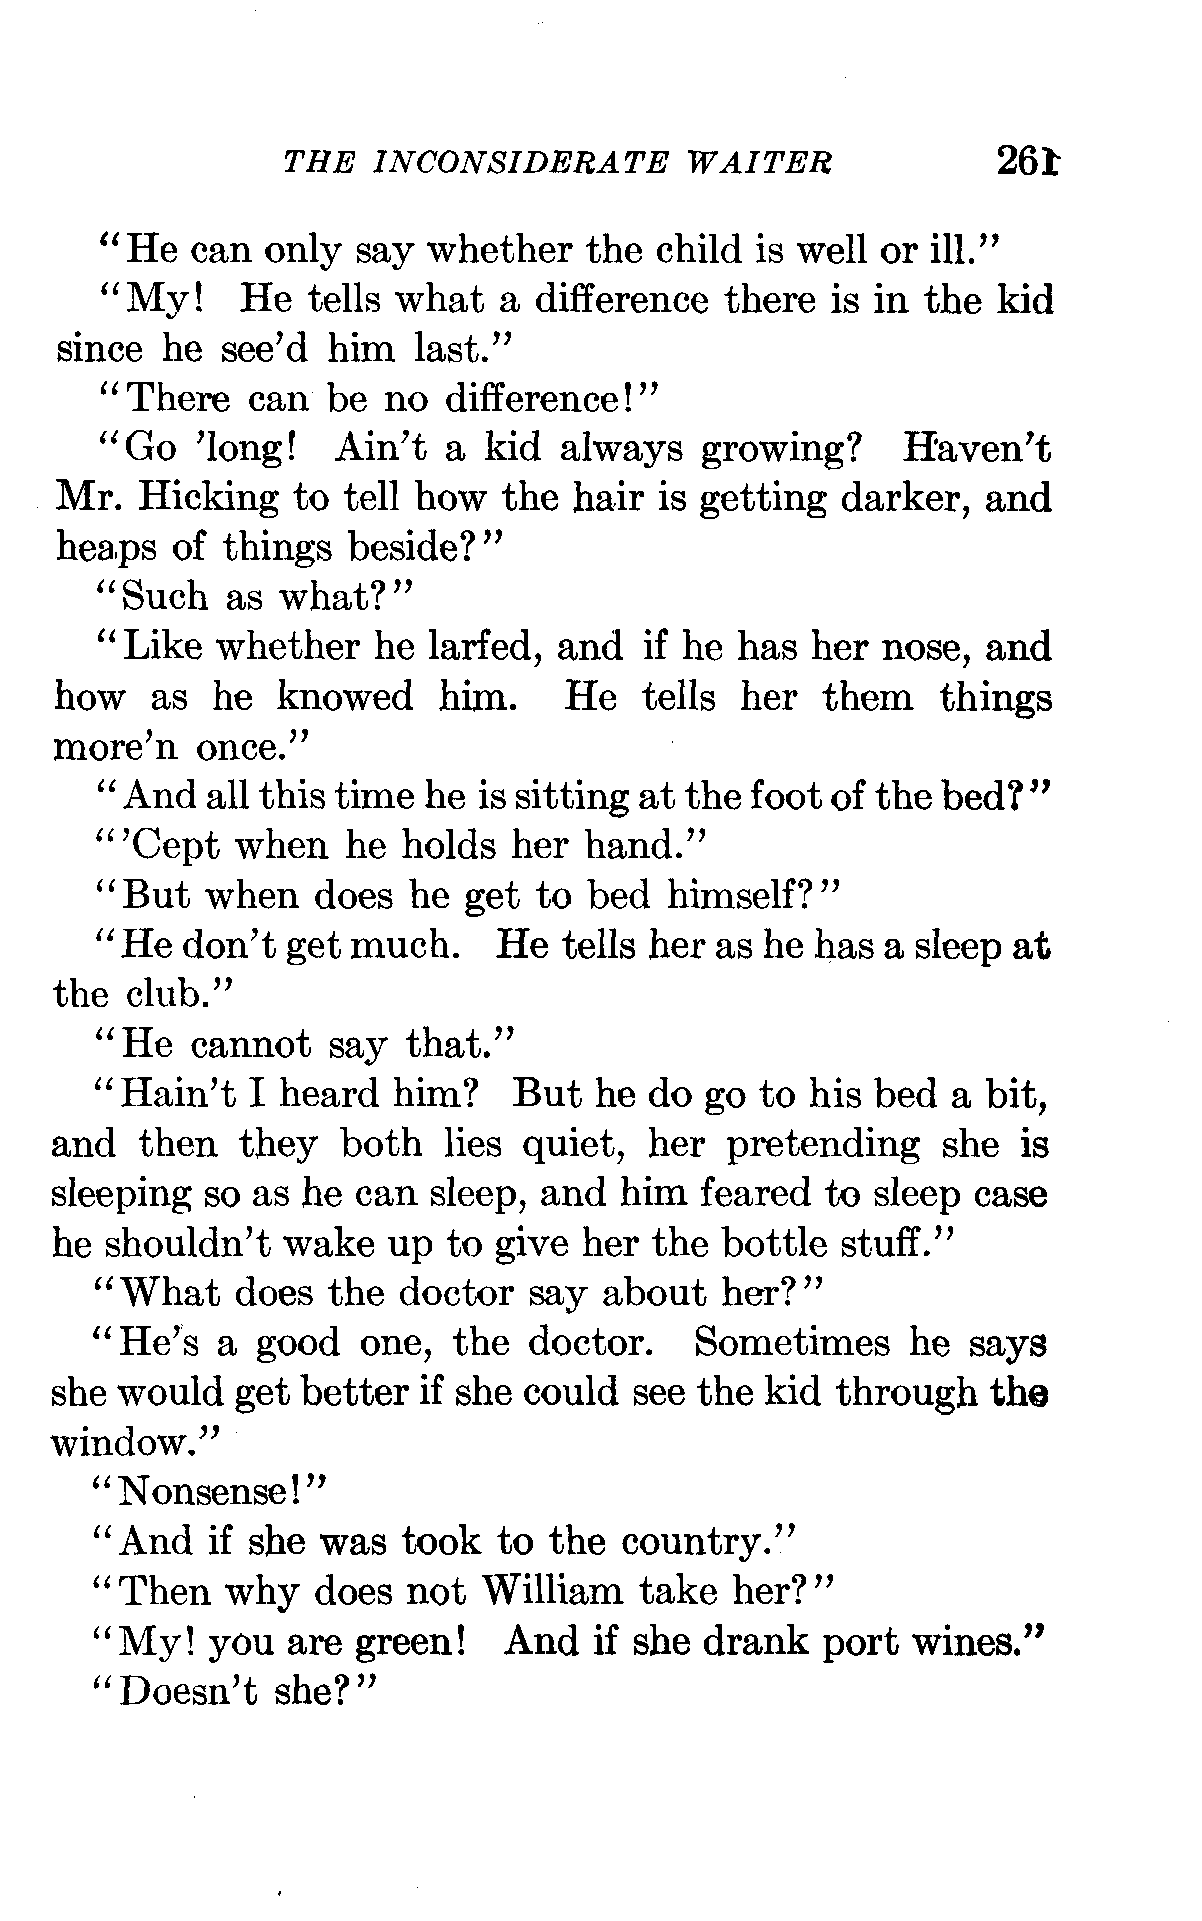 THE INCONSIDERATE WAITER 261
"He can only say whether the child is well or ill."
"My! He tells what a difference there is in the kid
since he see'd him last."
"There can be no difference!"
"Go 'long! Ain't a kid always growing? Haven't
Mr. Hicking to tell how the hair is getting darker, and
heaps of things beside?"
"Such as what?"
"Like whether he larfed, and if he has her nose, and
how as he knowed him. He tells her them things
more'n once."
"And all this time he is sitting at the foot of the bed?"
"'Cept when he holds her hand."
"But when does he get to bed himself?"
"He don't get much. He tells her as he has a sleep at
the club."
"He cannot say that."
"Hain't I heard him? But he do go to his bed a bit,
and then they both lies quiet, her pretending she is
sleeping so as he can sleep, and him feared to sleep case
he shouldn't wake up to give her the bottle stuff."
"What does the doctor say about her?"
"He's a good one, the doctor. Sometimes he says
she would get better if she could see the kid through the
window."
"Nonsense!"
"And if she was took to the country."
"Then why does not William take her?"
"My! you are green! And if she drank port wines."
"Doesn't she?"